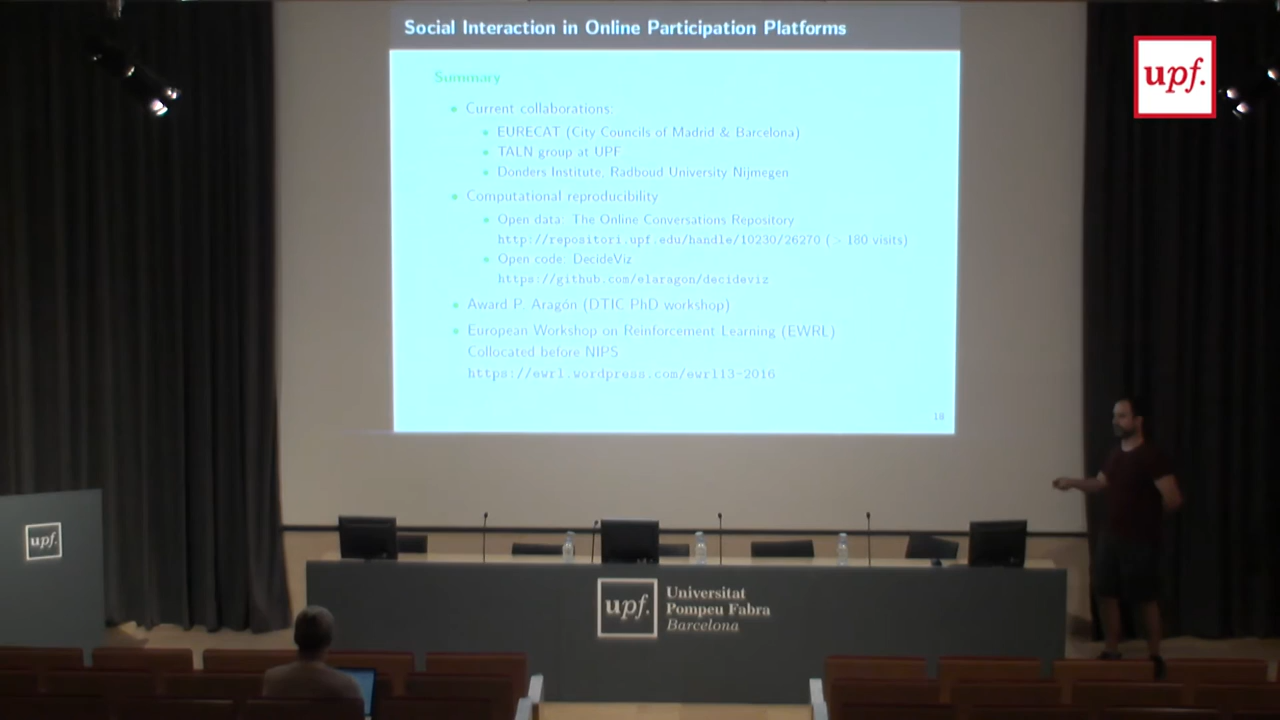 Social Interaction in Online Participation Platforms
upf.
Summary
Current collaborations:
EURECAT (City Councils of Madrid & Barcelona)
TALN group at UPF
Donders Institute, Radboud University Nijmegen
Computational reproducibility
Open data: The Online Conversations Repository
http://repositori.upf.edu/handle/10230/26270 (> 180 visits)
Open code: DecideViz
https://github.com/elaragon/decideviz
Award P. Aragón (DTIC PhD workshop)
European Workshop on Reinforcement Learning (EWRL)
Collocated before NIPS
https://ewrl.wordpress.com/ewrl13-2016
18
upf.
upf.
Universitat
Pompeu Fabra
Barcelona